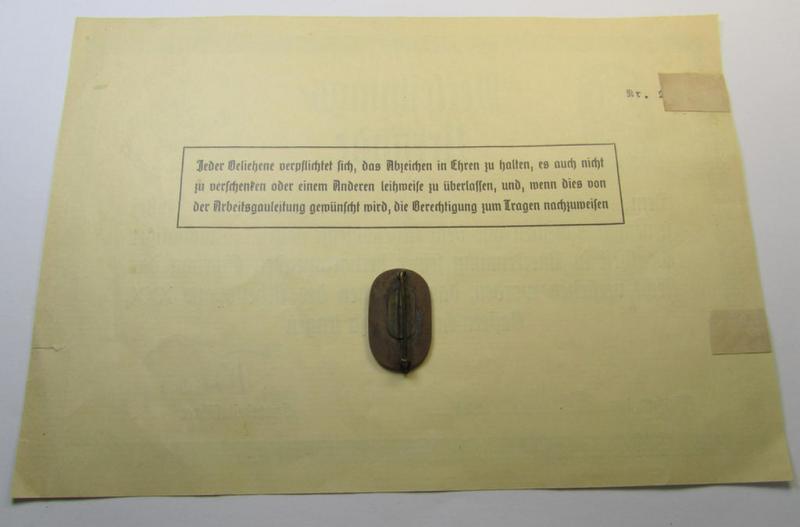 Nr.
Jeder Beliehene verpflichtet sich, das Abzeichen in Ehren zu halten, es auch nicht
zu verschenken oder einem Anderen leihweise zu überlassen, und, wenn dies von
der Arbeitsgauleitung gewünscht wird, die Berechtigung zum Tragen nachzuweisen